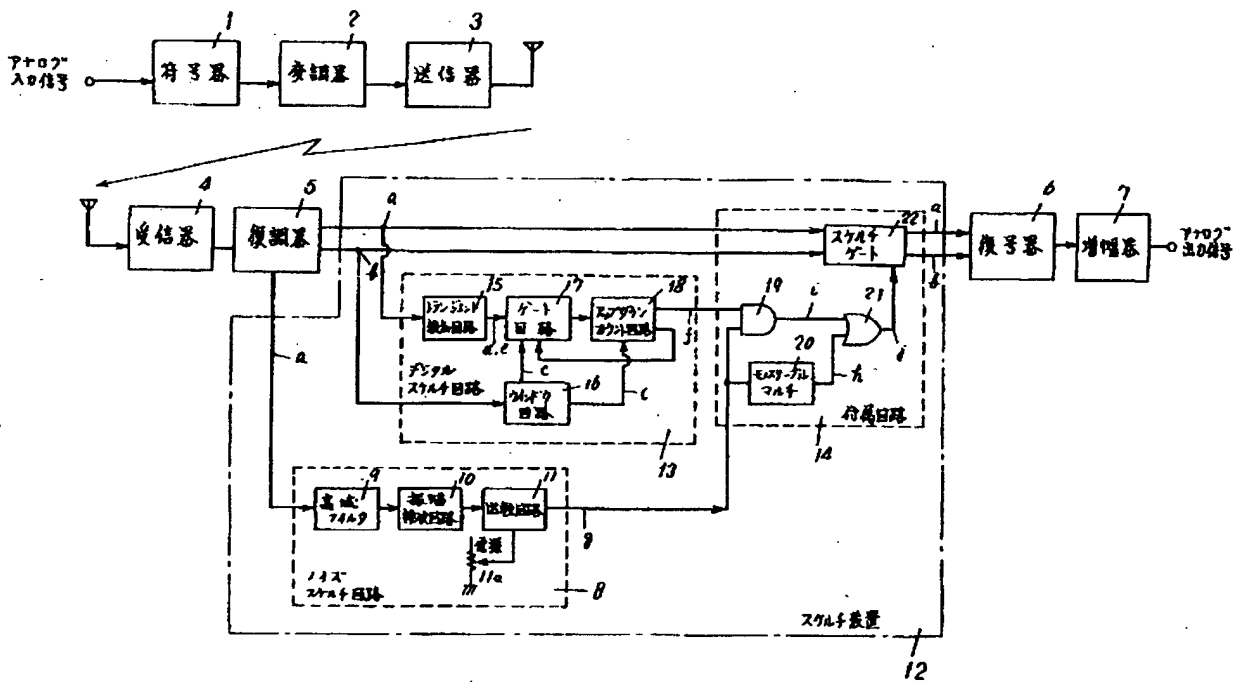 1
2
3
アナログ
入力信号
符号器
変調器
送信器
4
5
a
22
a
6
7
受信器
復調器
スケルチ
ゲート
復号器
増幅器
アナログ
出力信号
b
b
15
17
18
19
i
21
トランジェント
検出回路
ゲート
回路
アップダウン
カウント回路
f
d,e
j
20
c
モノステーブル
マルチ
h
デジタル
スケルチ回路
ウインドウ
回路
16
c
付属回路
a
13
14
9
10
11
高域
フィルタ
振幅
検波回路
比較回路
g
電源
11a
ノイズ
スケルチ回路
8
スケルチ装置
12